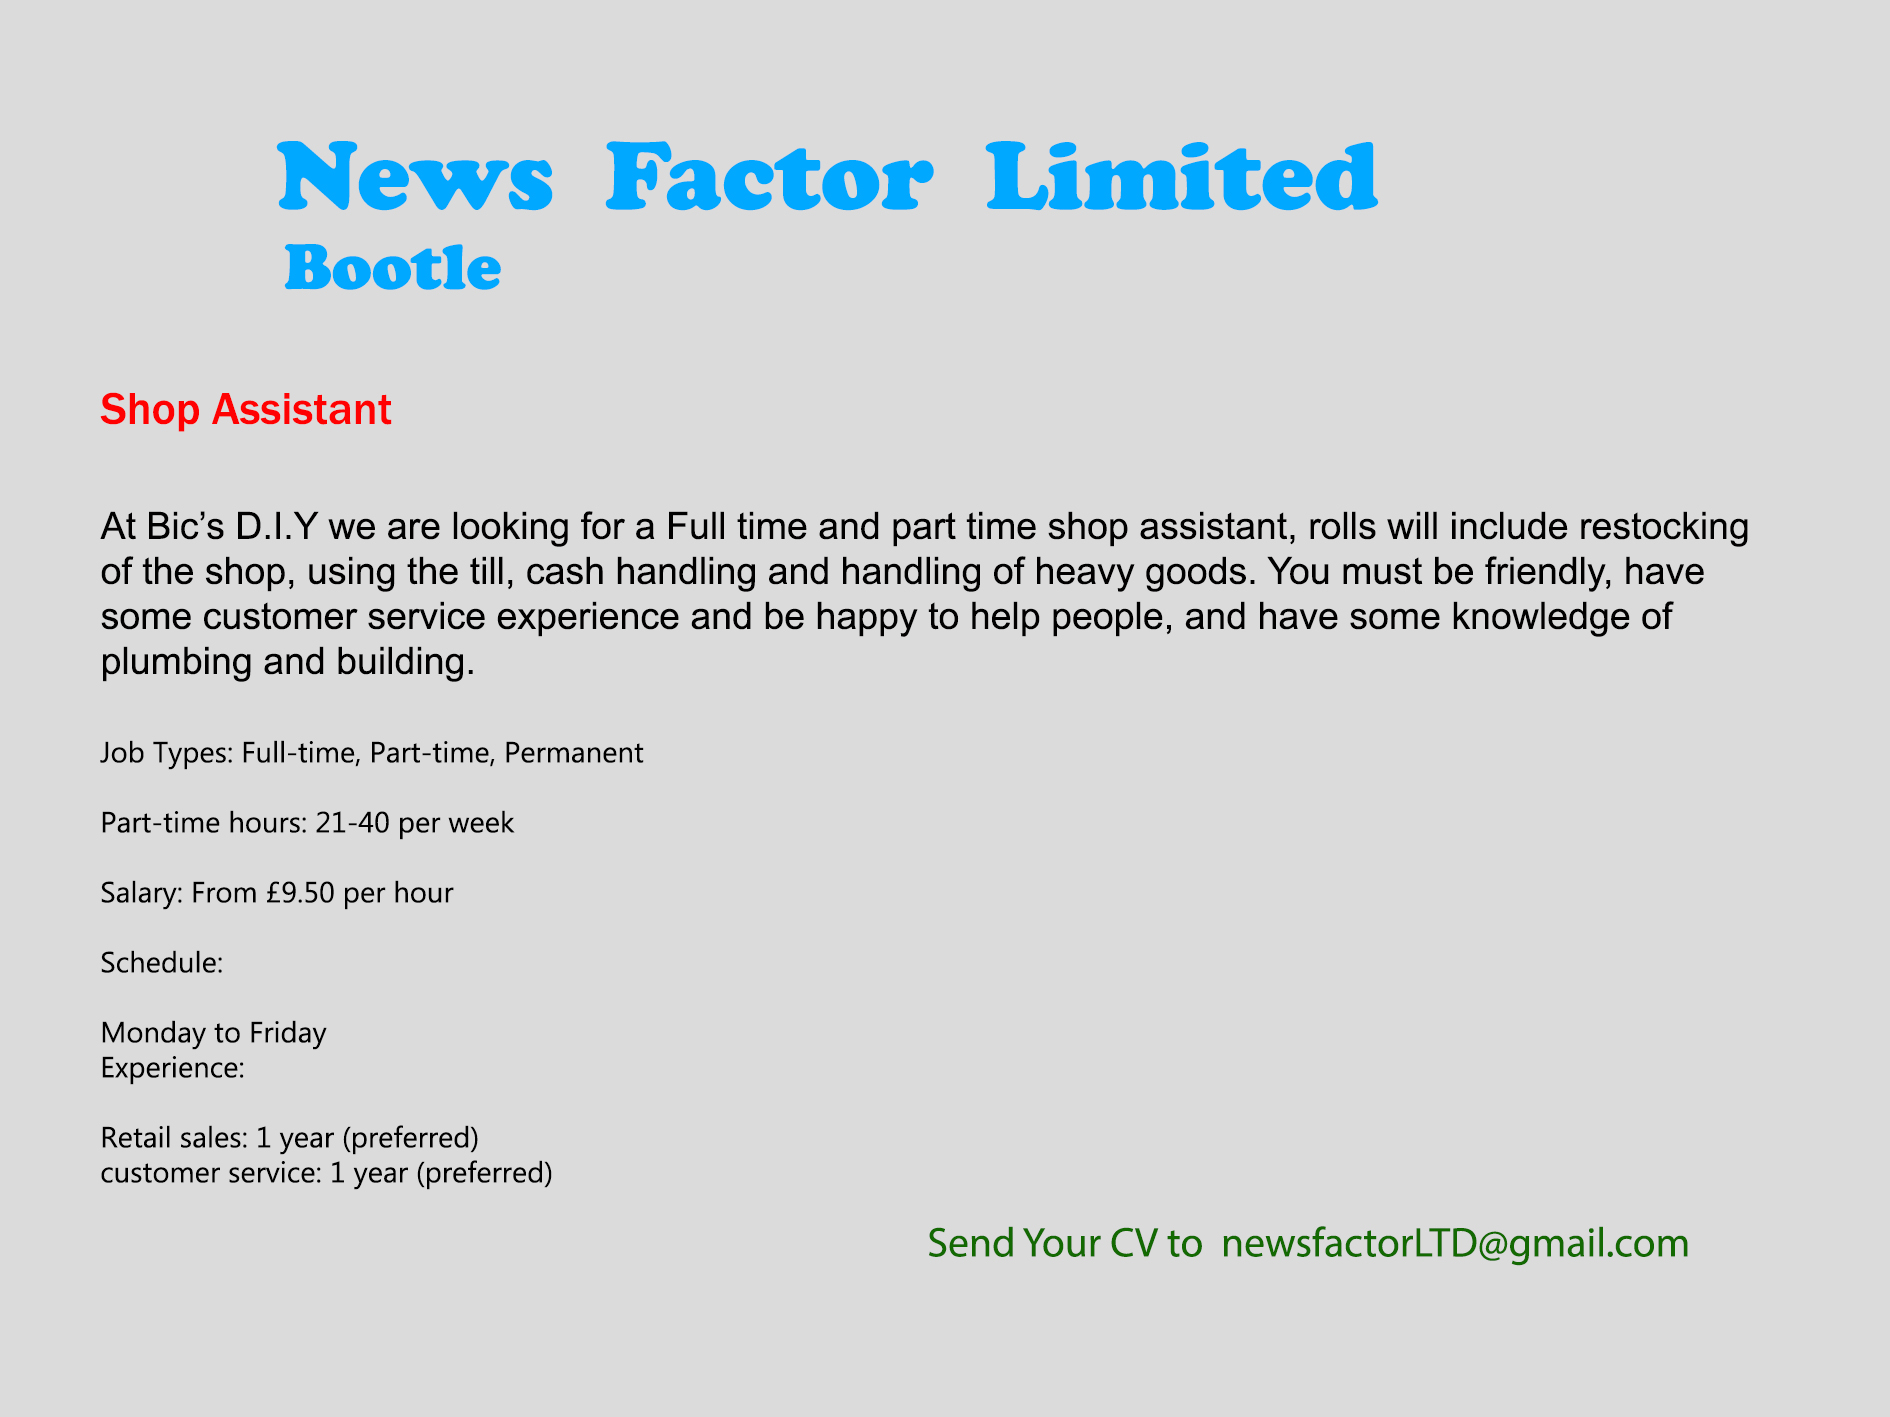 News Factor Limited
Bootle
Shop Assistant
At Bic’s D.I.Y we are looking for a Full time and part time shop assistant, rolls will include restocking
of the shop, using the till, cash handling and handling of heavy goods. You must be friendly, have
some customer service experience and be happy to help people, and have some knowledge of
plumbing and building.
Job Types: Full-time, Part-time, Permanent
Part-time hours: 21-40 per week
Salary: From £9.50 per hour
Schedule:
Monday to Friday
Experience:
Retail sales: 1 year (preferred)
customer service: 1 year (preferred)
Send Your CV to newsfactorLTD@gmail.com